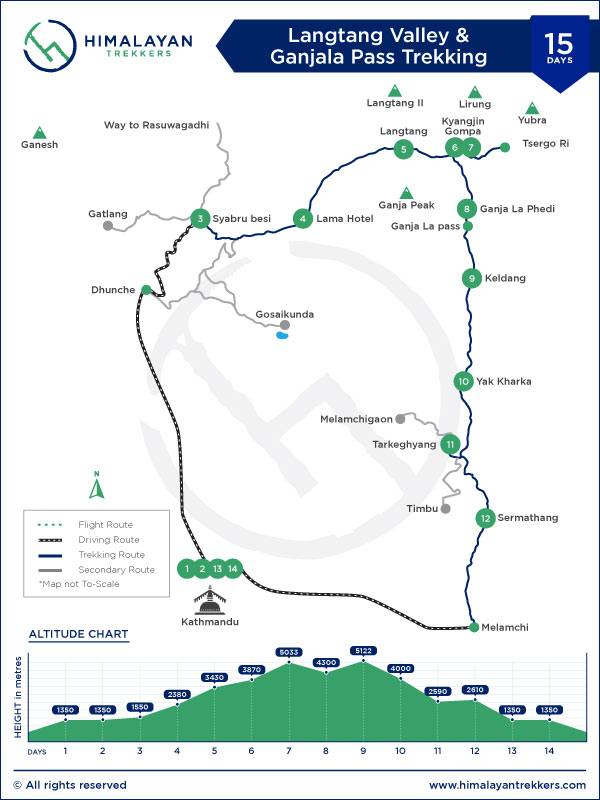 HIMALAYAN
TREKKERS
Langtang Valley &
Ganjala Pass Trekking
15
DAYS
Langtang II
Lirung
Yubra
Ganesh
Way to Rasuwagadhi
Langtang
Kyangjin
Gompa
5
6
7
Tsergo Ri
Gatlang
3
Syabru besi
4
Lama Hotel
Ganja Peak
8
Ganja La Phedi
Ganja La pass
9
Keldang
Dhunche
Gosaikunda
10
Yak Kharka
Melamchigaon
Tarkeghyang
11
Timbu
12
Sermathang
N
Flight Route
Driving Route
Trekking Route
Secondary Route
*Map not To-Scale
1 2 13 14
Kathmandu
Melamchi
ALTITUDE CHART
HEIGHT in metres
1350 1350 1550 2380 3430 3870 5033 4300 5122 4000 2590 2610 1350 1350
DAYS 1 2 3 4 5 6 7 8 9 10 11 12 13 14
© All rights reserved
www.himalayantrekkers.com